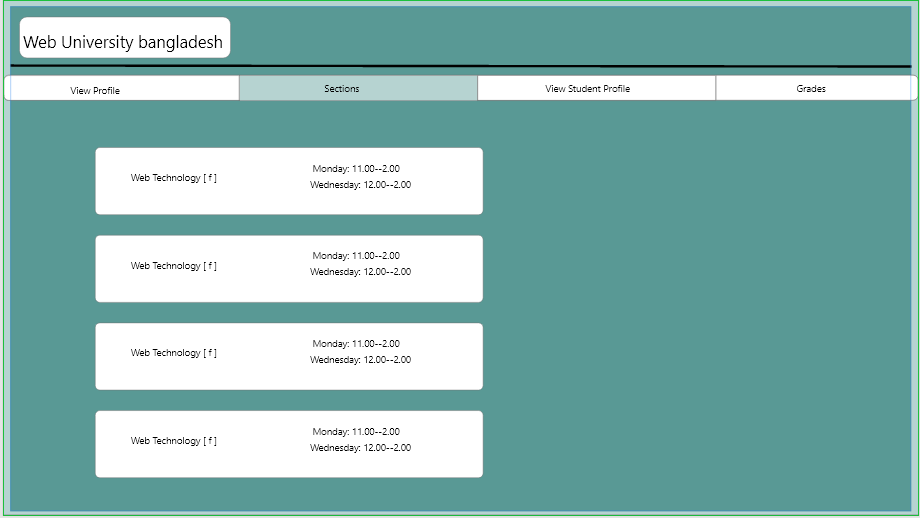 Web University bangladesh
View Profile
Sections
View Student Profile
Grades
Web Technology [ f ]
Monday: 11.00--2.00
Wednesday: 12.00--2.00
Web Technology [ f ]
Monday: 11.00--2.00
Wednesday: 12.00--2.00
Web Technology [ f ]
Monday: 11.00--2.00
Wednesday: 12.00--2.00
Web Technology [ f ]
Monday: 11.00--2.00
Wednesday: 12.00--2.00